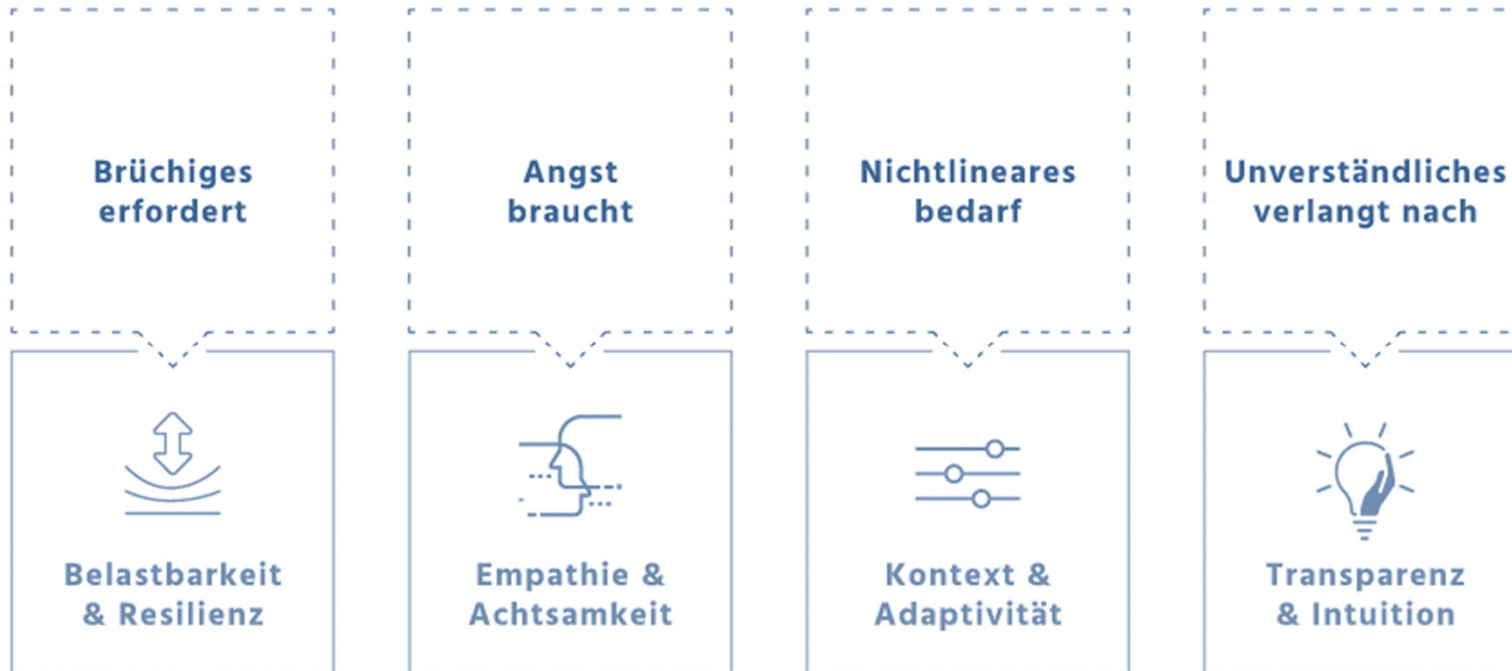 Brüchiges
erfordert
Angst
braucht
Nichtlineares
bedarf
Unverständliches
verlangt nach
Belastbarkeit
& Resilienz
Empathie &
Achtsamkeit
Kontext &
Adaptivität
Transparenz
& Intuition